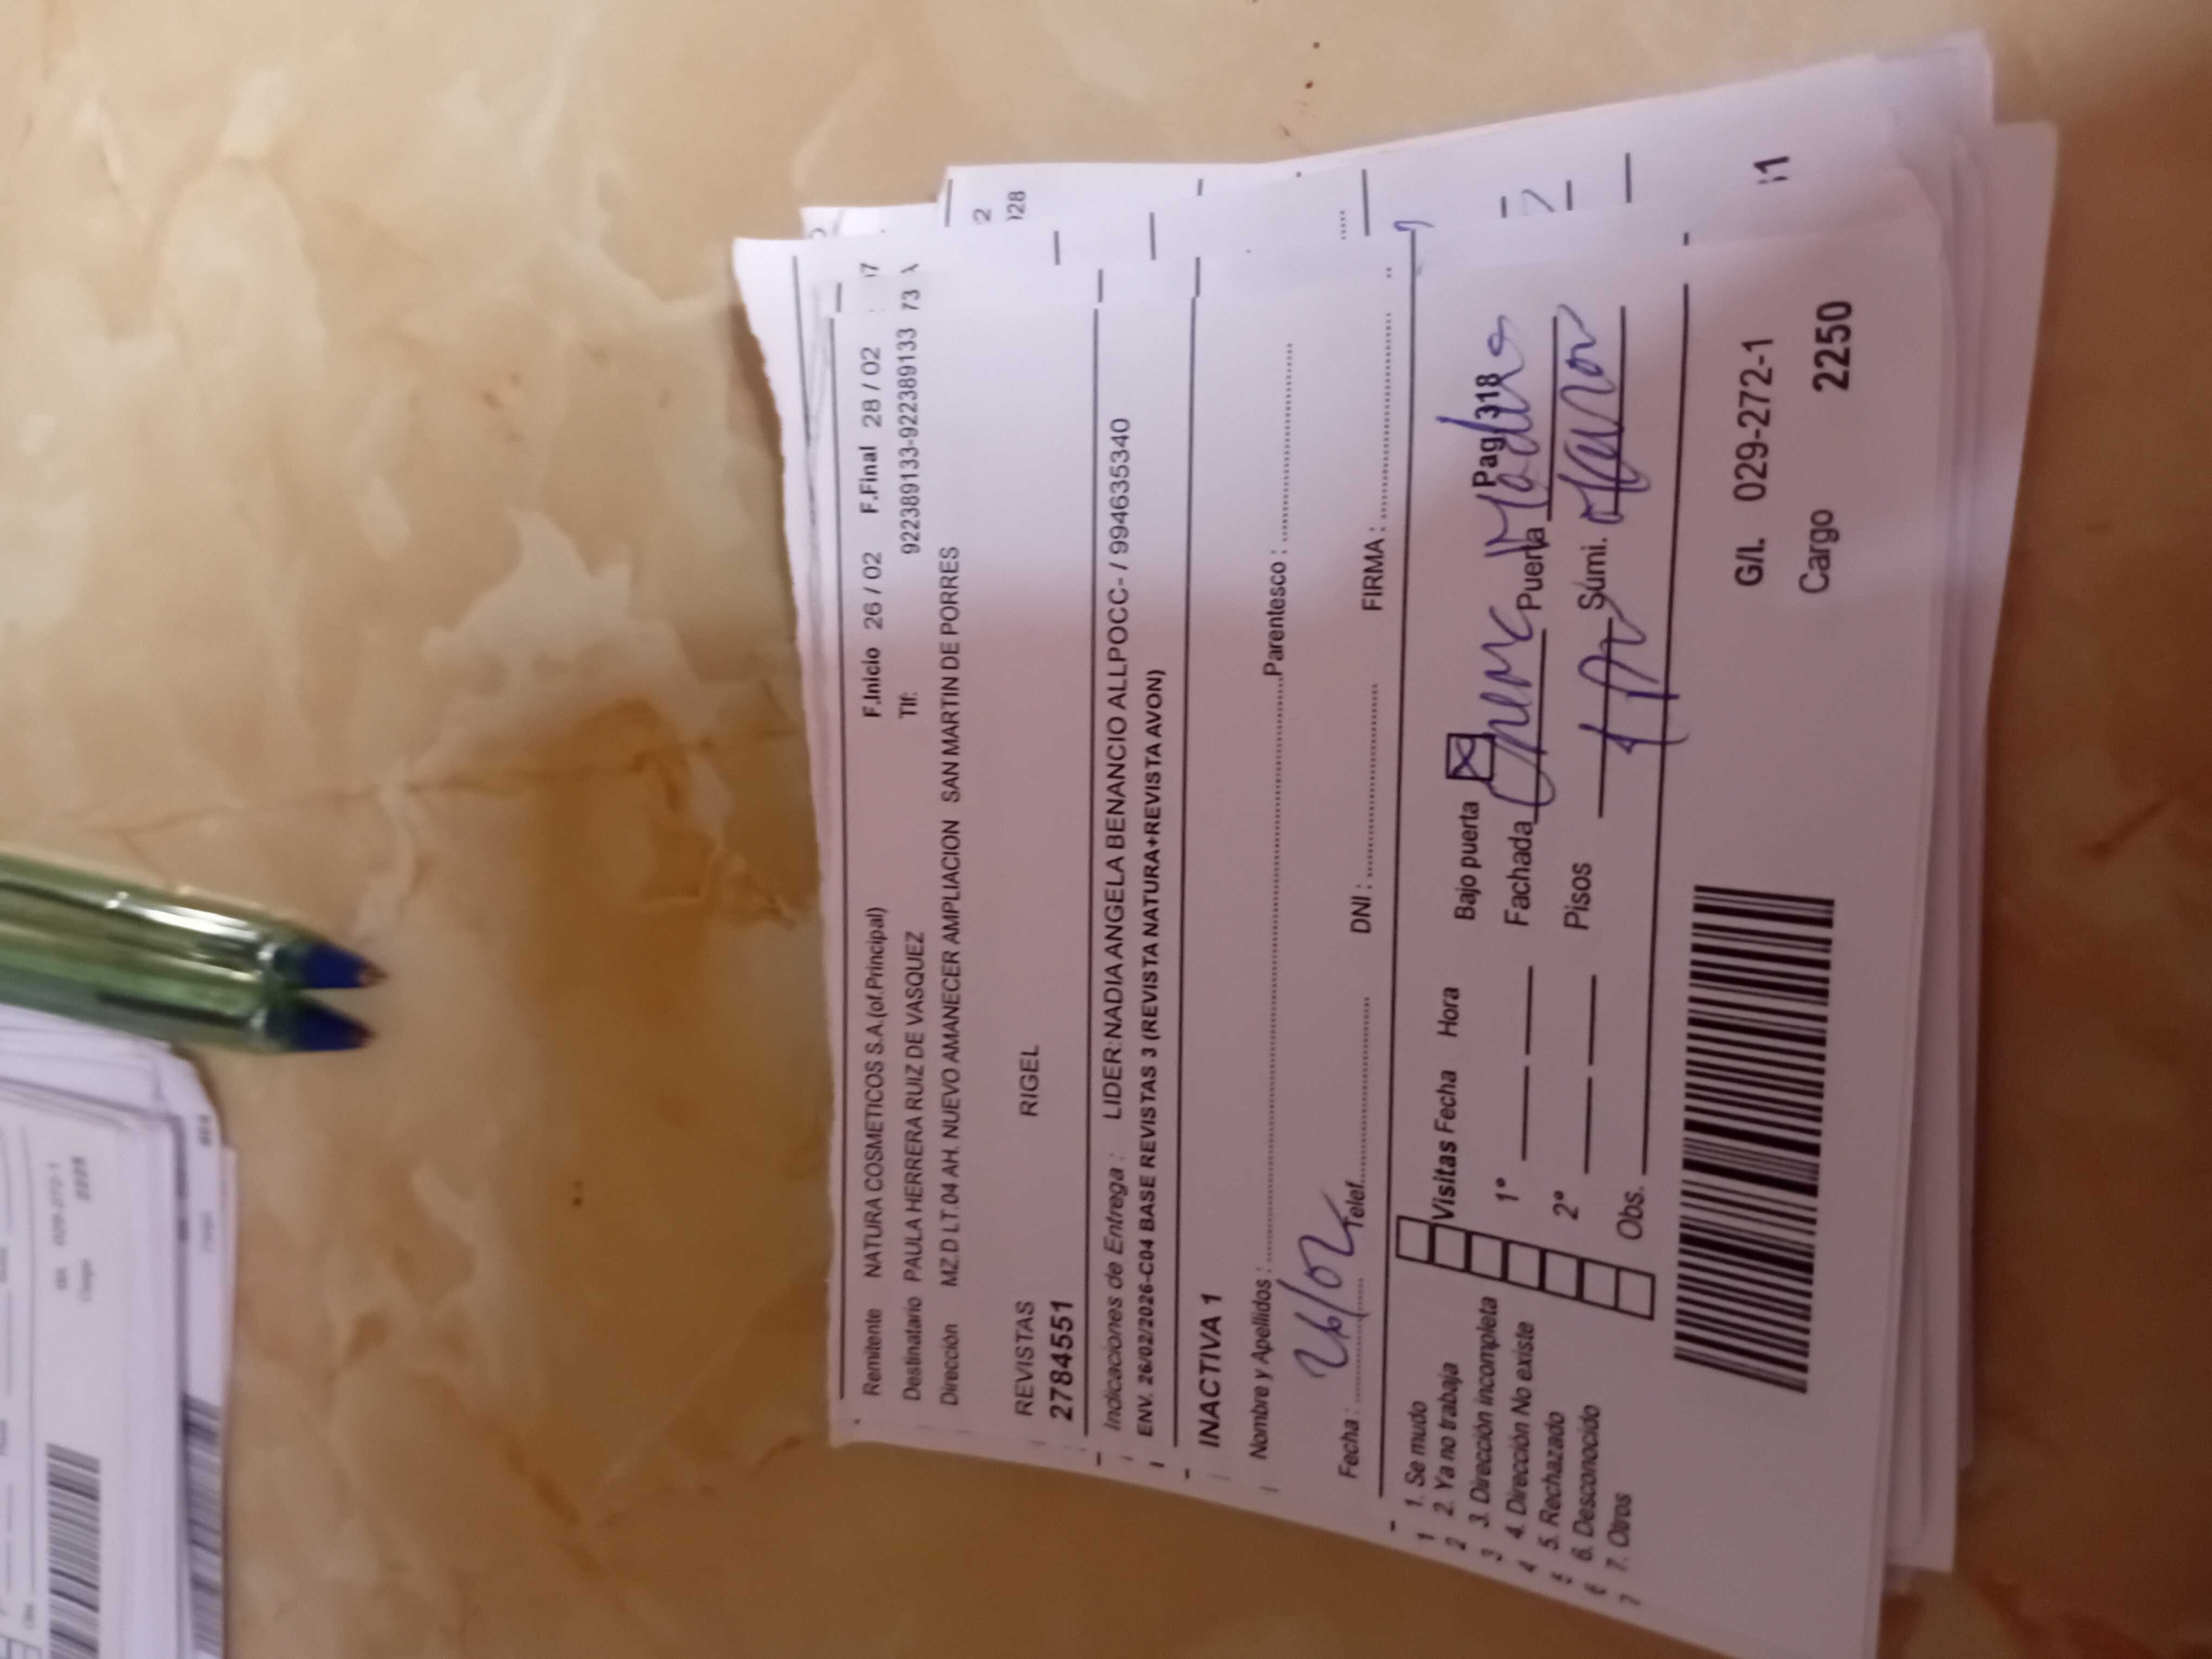 Remitente NATURA COSMETICOS S.A.(of.Principal) F.Inicio 26 / 02 F.Final 28 / 02
Destinatario PAULA HERRERA RUIZ DE VASQUEZ Tlf: 922389133-922389133
Dirección MZ.D LT.04 AH. NUEVO AMANECER AMPLIACION SAN MARTIN DE PORRES
REVISTAS RIGEL
2784551
Indicaciones de Entrega : LIDER:NADIA ANGELA BENANCIO ALLPOCC- / 994635340
ENV. 26/02/2026-C04 BASE REVISTAS 3 (REVISTA NATURA+REVISTA AVON)
INACTIVA 1
Nombre y Apellidos : Parentesco :
Fecha : 26/02 Telef. DNI : FIRMA :
1. Se mudo
2. Ya no trabaja Visitas Fecha Hora Bajo puerta Pag 318
3. Dirección incompleta 1° Fachada Puerta
4. Dirección No existe
5. Rechazado 2° Pisos Sumi.
6. Desconocido
7. Otros Obs.
G/L 029-272-1
Cargo 2250